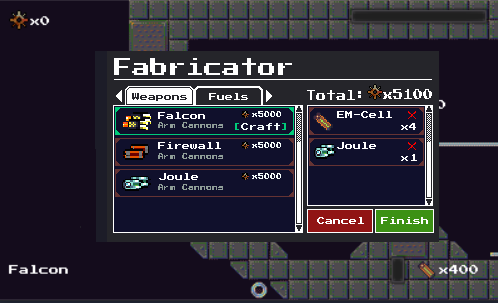 x0
Fabricator
Weapons
Fuels
Total: x5100
Falcon x5000
Arm Cannons [Craft]
Firewall x5000
Arm Cannons
Joule x5000
Arm Cannons
EM-Cell
x4
Joule
x1
Cancel
Finish
Falcon
x400